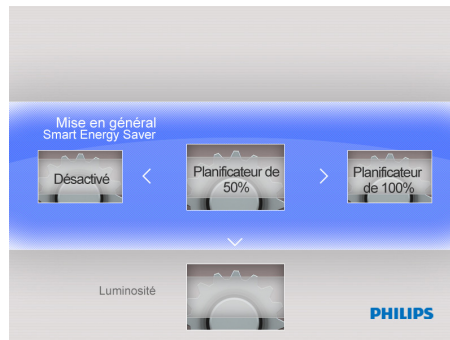 Mise en général
Smart Energy Saver
Désactivé
Planificateur de
50%
Planificateur
de 100%
Luminosité
PHILIPS